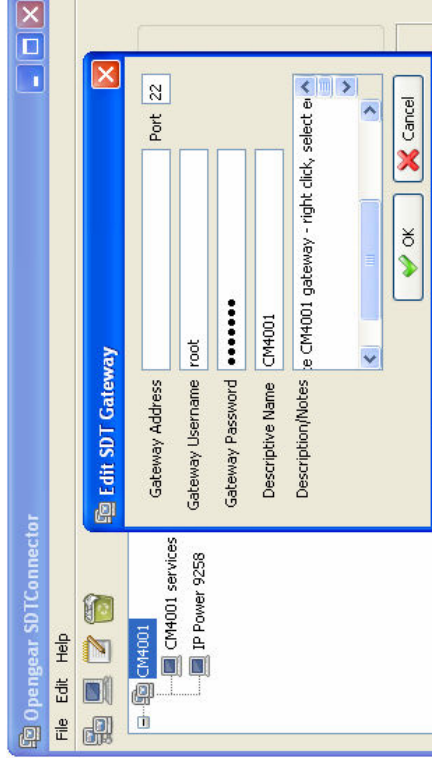 Opengear SDTConnector
File Edit Help
CM4001
CM4001 services
IP Power 9258
Edit SDT Gateway
Gateway Address
Port 22
Gateway Username root
Gateway Password ••••••••
Descriptive Name CM4001
Description/Notes e CM4001 gateway - right click, select e
OK Cancel